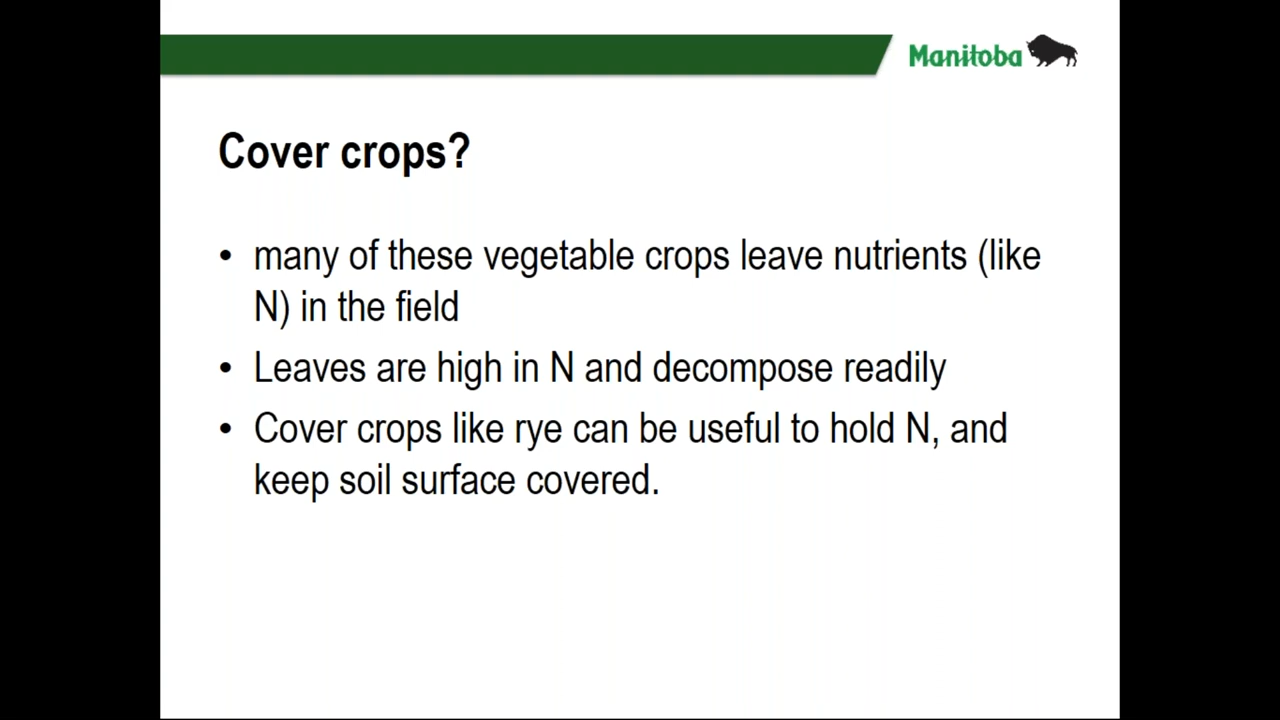 Manitoba
Cover crops?
• many of these vegetable crops leave nutrients (like
N) in the field
• Leaves are high in N and decompose readily
• Cover crops like rye can be useful to hold N, and
keep soil surface covered.